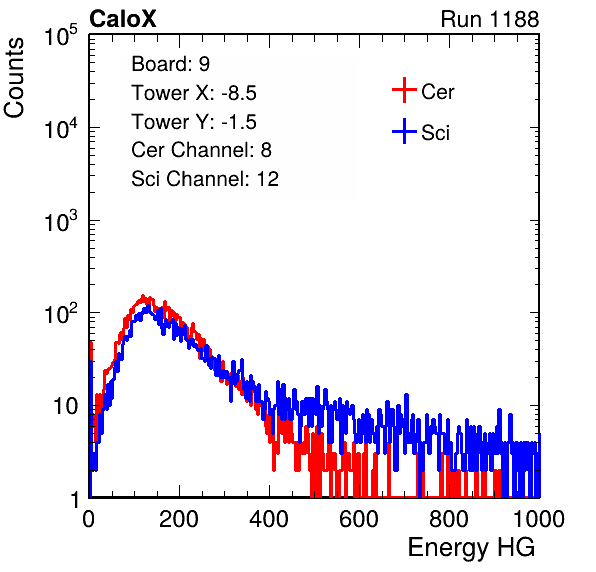 CaloX Run 1188
Counts
Board: 9
Tower X: -8.5
Tower Y: -1.5
Cer Channel: 8
Sci Channel: 12
Cer
Sci
10^5
10^4
10^3
10^2
10
1
0 200 400 600 800 1000
Energy HG